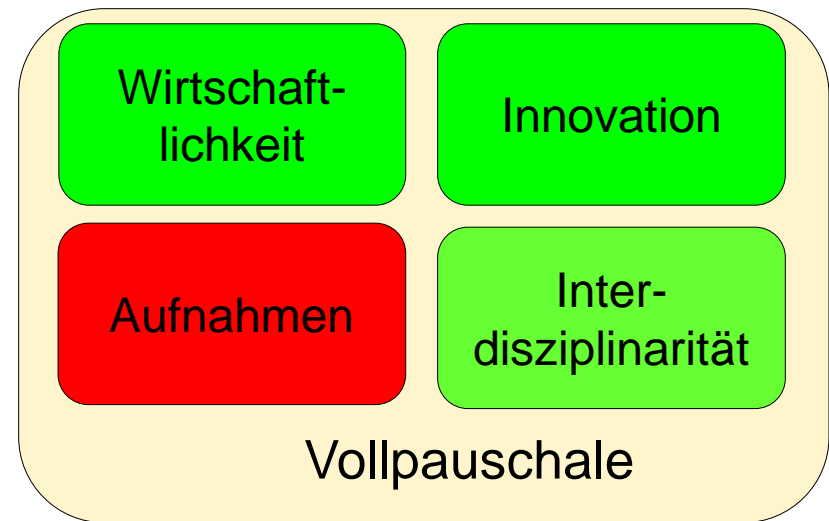 Wirtschaft-
lichkeit
Innovation
Aufnahmen
Inter-
disziplinarität
Vollpauschale